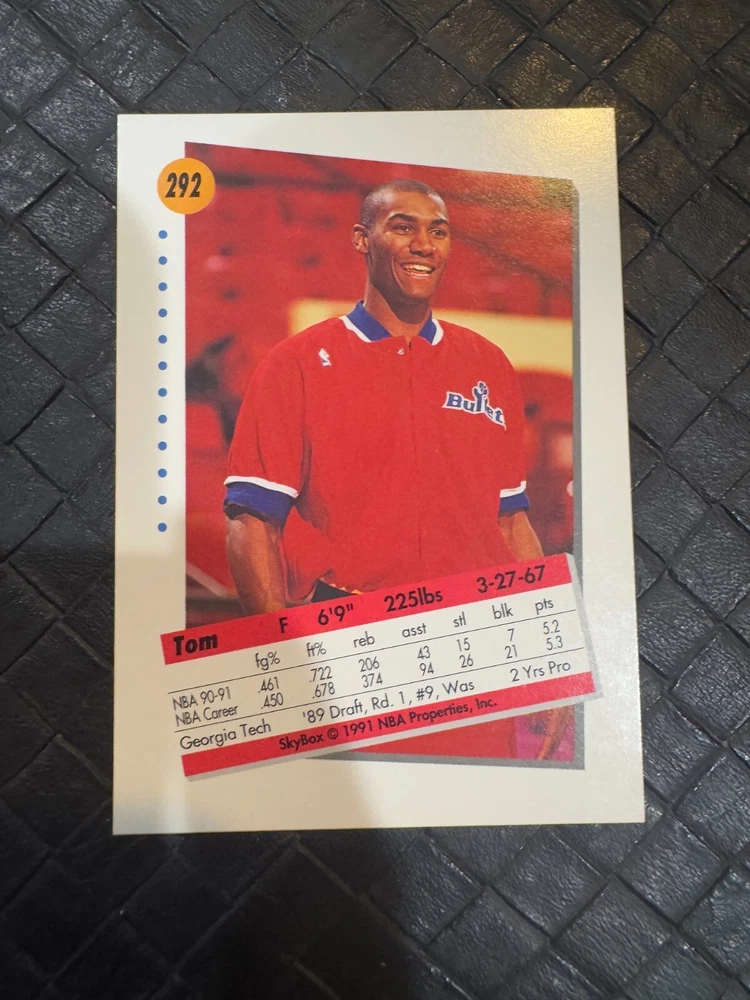 292
Bullets
Tom F 6'9" 225lbs 3-27-67
fg% ft% reb asst stl blk pts
NBA 90-91 .461 .722 206 43 15 7 5.2
NBA Career .450 .678 374 94 26 21 5.3
Georgia Tech '89 Draft, Rd. 1, #9, Was 2 Yrs Pro
SkyBox © 1991 NBA Properties, Inc.